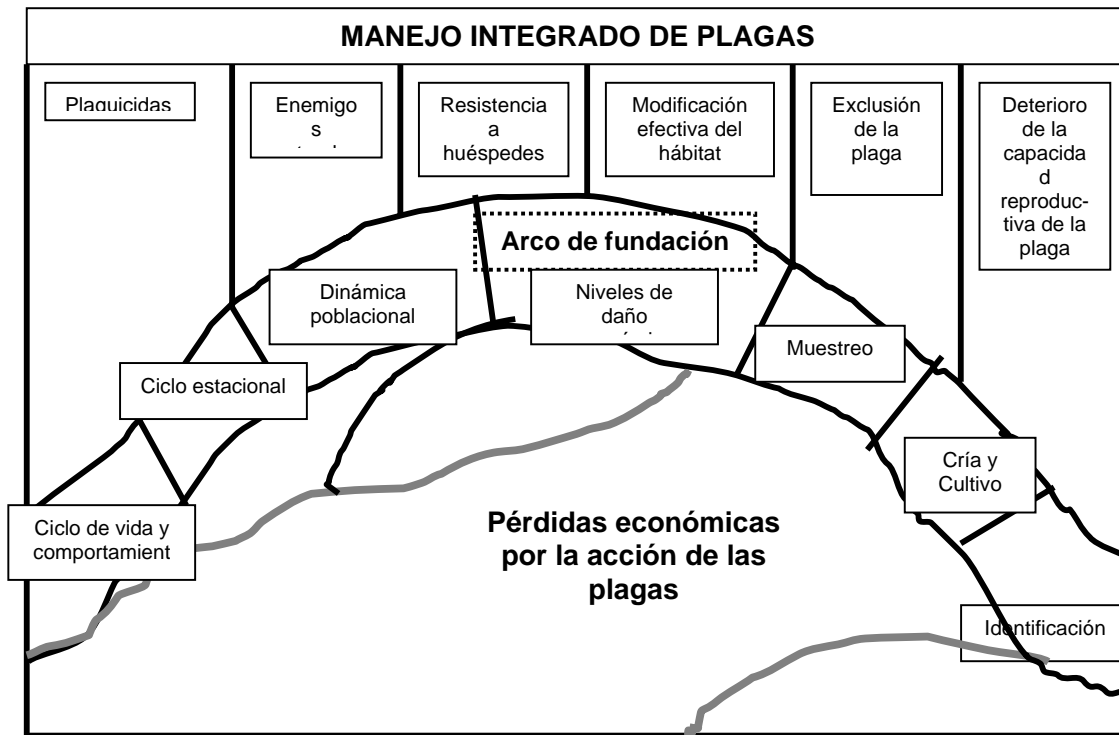 MANEJO INTEGRADO DE PLAGAS
Plaguicidas
Enemigo
s
Resistencia
a
huéspedes
Modificación
efectiva del
hábitat
Exclusión
de la
plaga
Deterioro
de la
capacida
d
reproduc-
tiva de la
plaga
Arco de fundación
Dinámica
poblacional
Niveles de
daño
Muestreo
Ciclo estacional
Cría y
Cultivo
Ciclo de vida y
comportamient
Pérdidas económicas
por la acción de las
plagas
Identificación